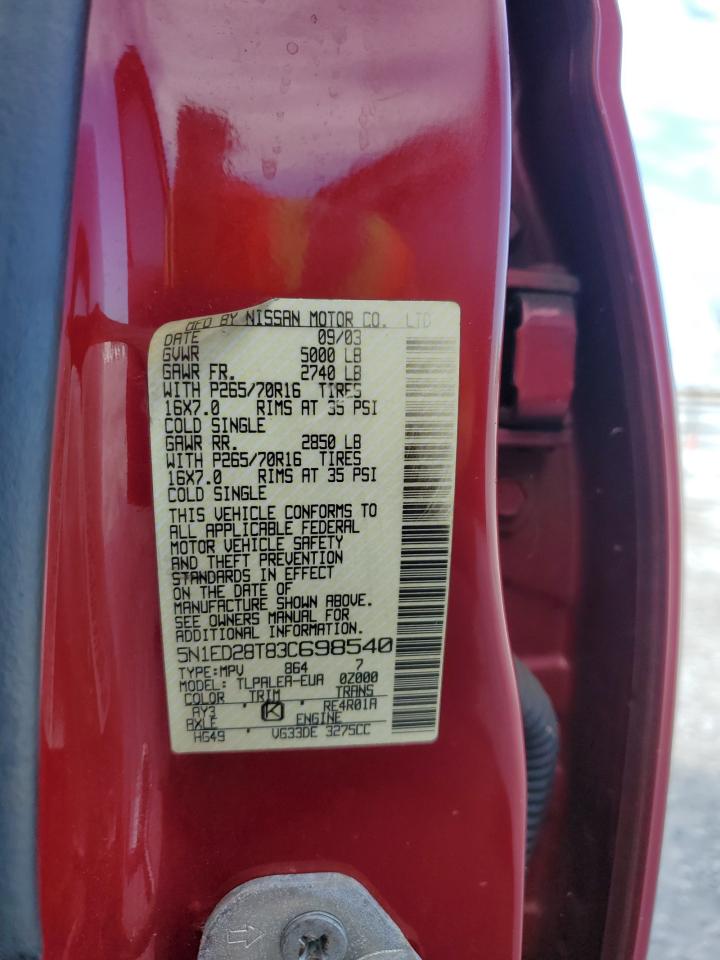 MFD BY NISSAN MOTOR CO. LTD
DATE 09/03
GVWR 5000 LB
GAWR FR. 2740 LB
WITH P265/70R16 TIRES
16X7.0 RIMS AT 35 PSI
COLD SINGLE
GAWR RR. 2850 LB
WITH P265/70R16 TIRES
16X7.0 RIMS AT 35 PSI
COLD SINGLE
THIS VEHICLE CONFORMS TO
ALL APPLICABLE FEDERAL
MOTOR VEHICLE SAFETY
AND THEFT PREVENTION
STANDARDS IN EFFECT
ON THE DATE OF
MANUFACTURE SHOWN ABOVE.
SEE OWNERS MANUAL FOR
ADDITIONAL INFORMATION.
5N1ED28T83C698540
TYPE:MPV 864 7
MODEL: TLPALEA-EUA 0Z000
COLOR TRIM TRANS
AY3 K RE4R01A
AXLE ENGINE
HG49 VG33DE 3275CC